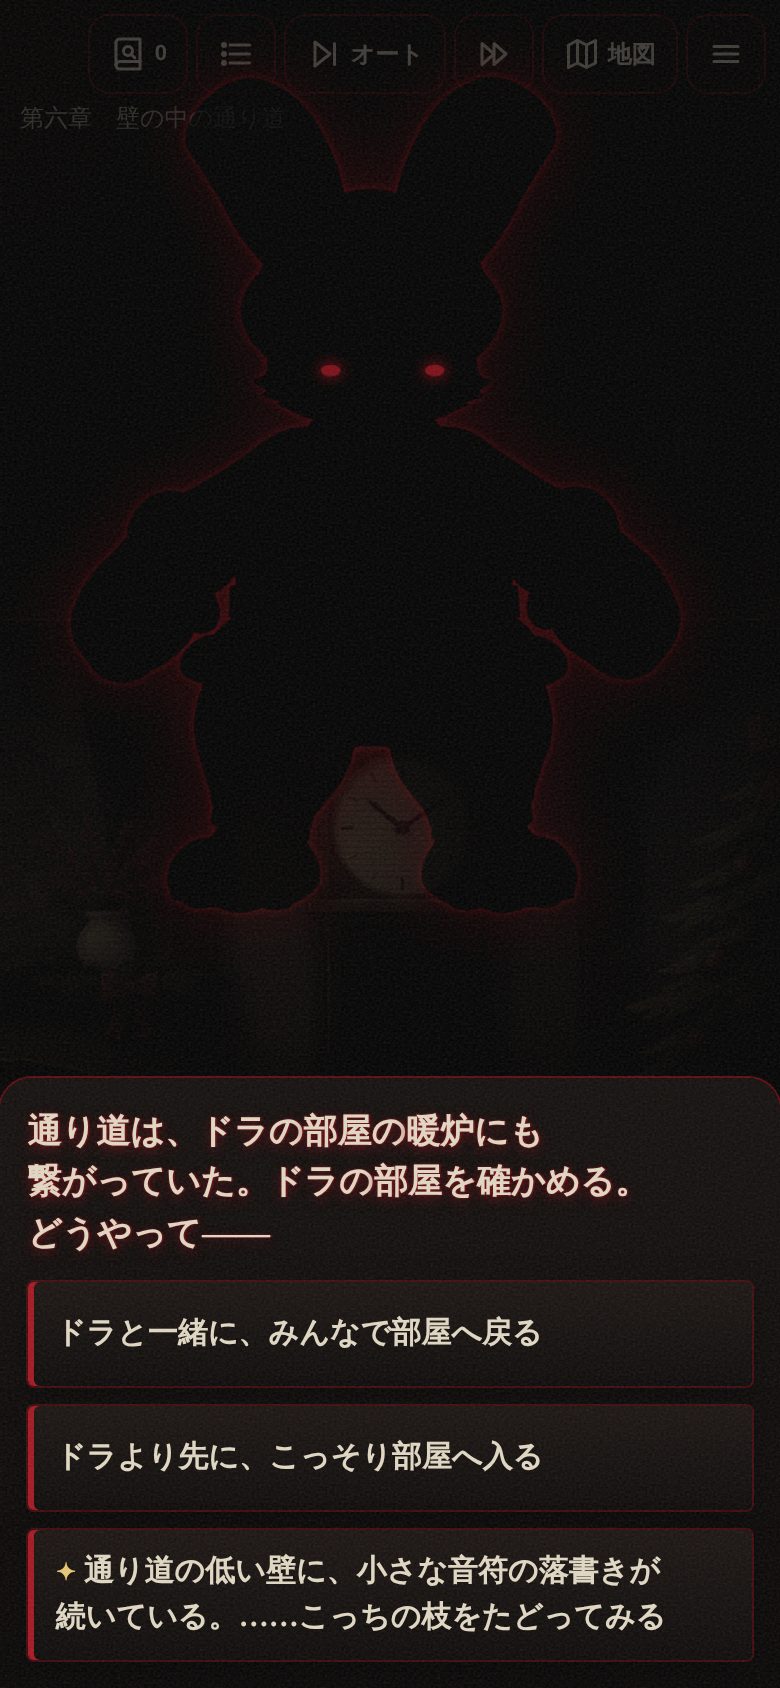 0
オート
地図
第六章　壁の中の通り道
通り道は、ドラの部屋の暖炉にも
繋がっていた。ドラの部屋を確かめる。
どうやって――
ドラと一緒に、みんなで部屋へ戻る
ドラより先に、こっそり部屋へ入る
✦ 通り道の低い壁に、小さな音符の落書きが
続いている。……こっちの枝をたどってみる